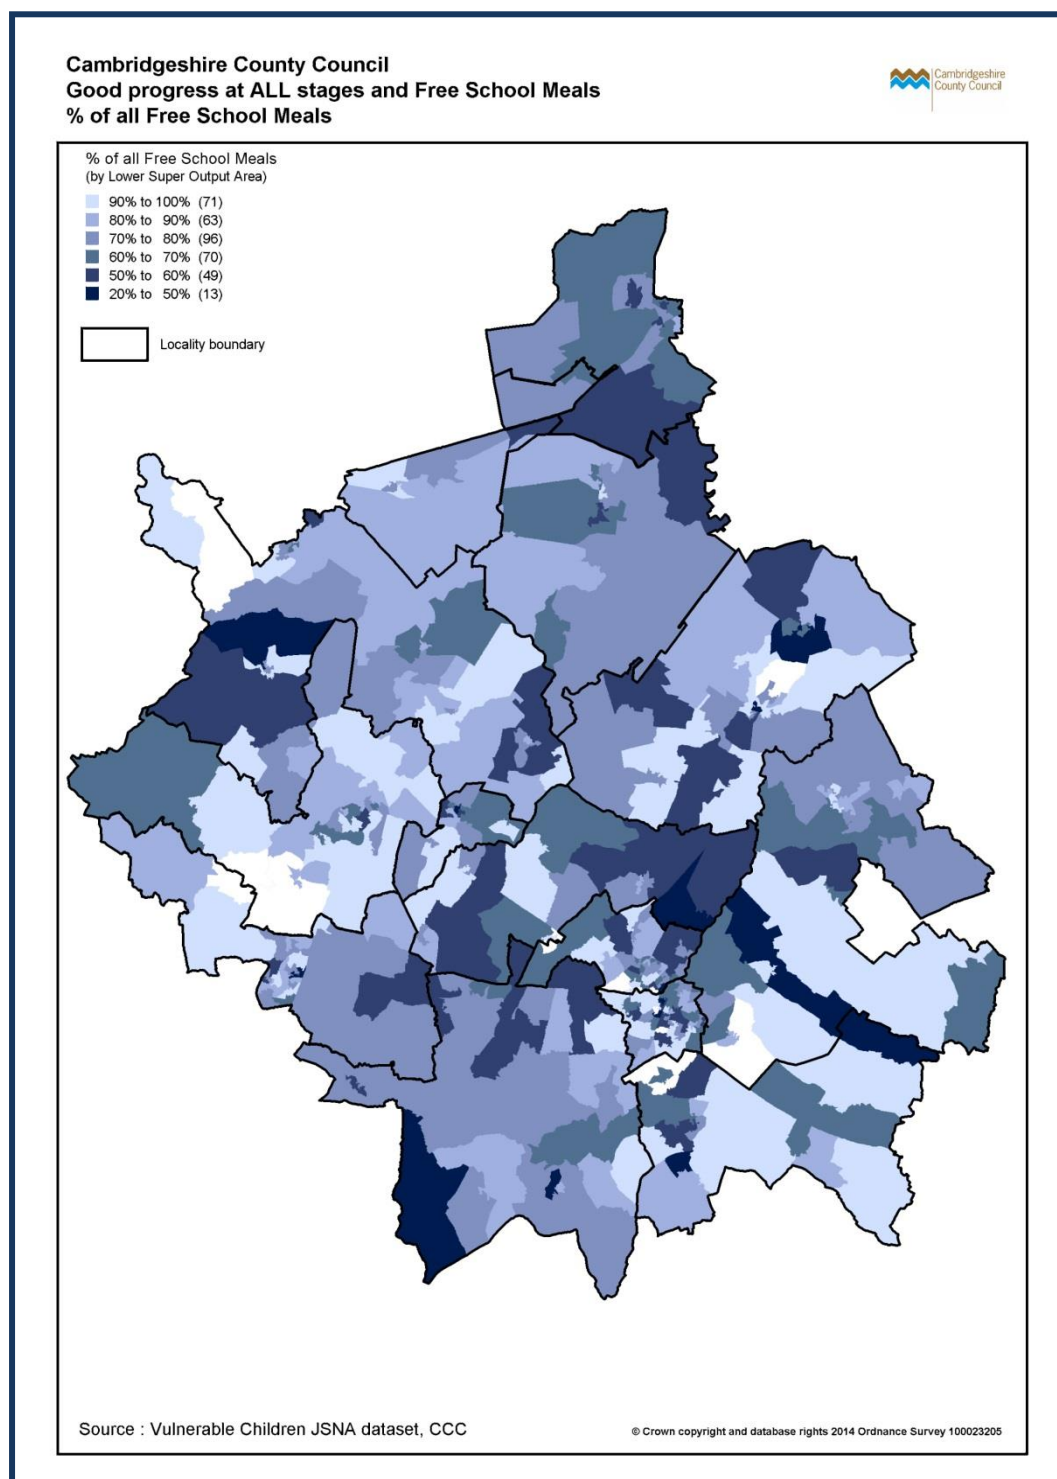 Cambridgeshire County Council
Good progress at ALL stages and Free School Meals
% of all Free School Meals
Cambridgeshire
County Council
% of all Free School Meals
(by Lower Super Output Area)
90% to 100% (71)
80% to 90% (63)
70% to 80% (96)
60% to 70% (70)
50% to 60% (49)
20% to 50% (13)
Locality boundary
Source : Vulnerable Children JSNA dataset, CCC
© Crown copyright and database rights 2014 Ordnance Survey 100023205